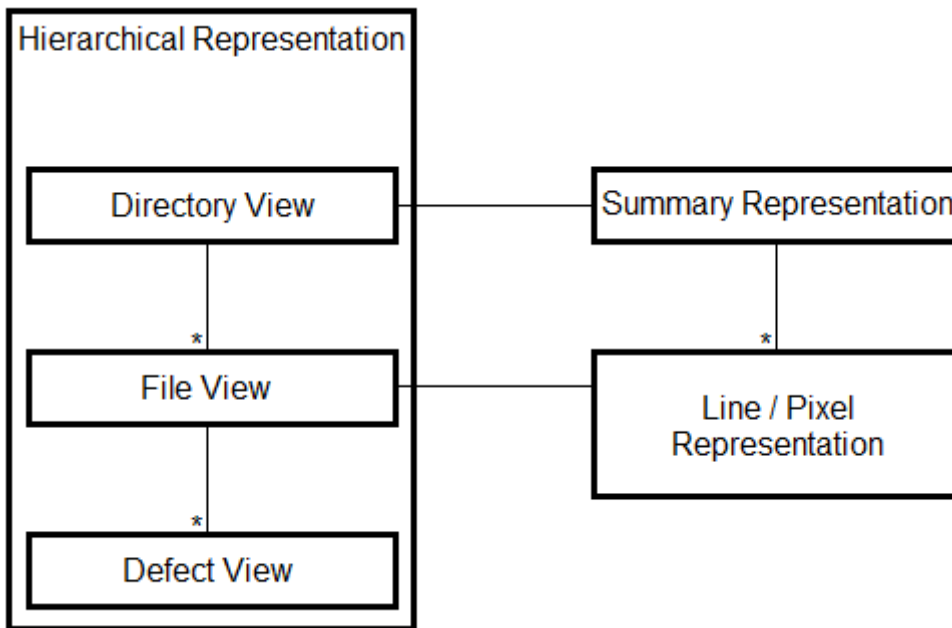 Hierarchical Representation
Directory View
Summary Representation
*
*
File View
Line / Pixel
Representation
*
Defect View